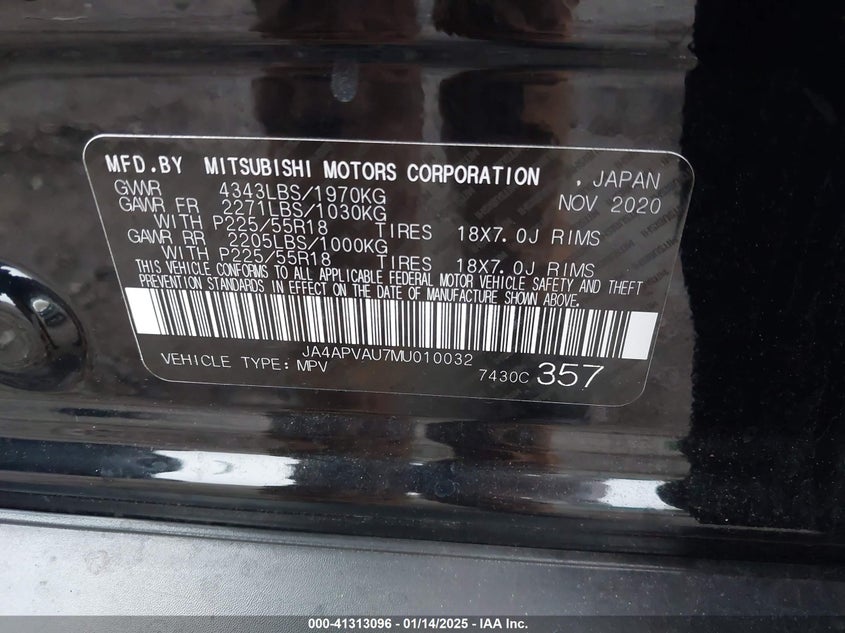 MFD.BY MITSUBISHI MOTORS CORPORATION , JAPAN
GVWR 4343LBS/1970KG NOV 2020
GAWR FR 2271LBS/1030KG
WITH P225/55R18 TIRES 18X7.0J RIMS
GAWR RR 2205LBS/1000KG
WITH P225/55R18 TIRES 18X7.0J RIMS
THIS VEHICLE CONFORMS TO ALL APPLICABLE FEDERAL MOTOR VEHICLE SAFETY AND THEFT
PREVENTION STANDARDS IN EFFECT ON THE DATE OF MANUFACTURE SHOWN ABOVE.
JA4APVAU7MU010032
VEHICLE TYPE: MPV 7430C 357
000-41313096 - 01/14/2025 - IAA Inc.